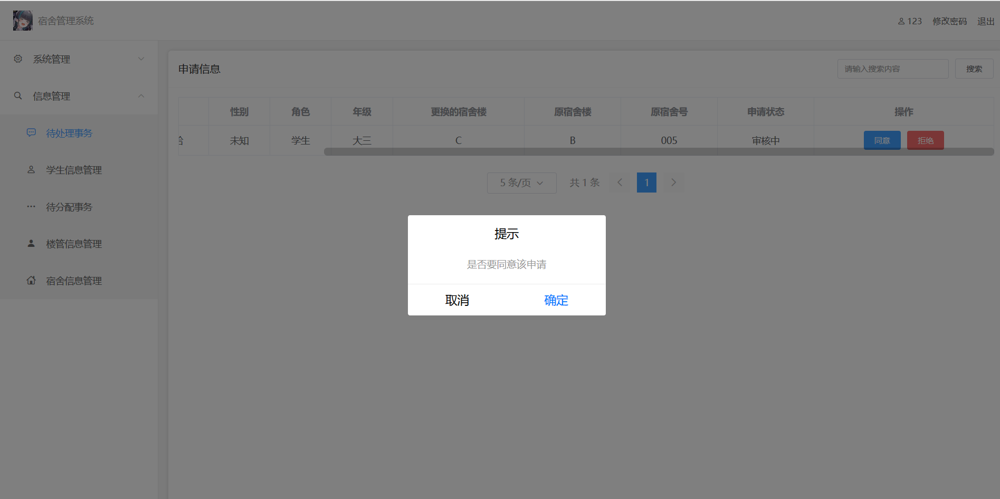 宿舍管理系统
123 修改密码 退出
系统管理
信息管理
待处理事务
学生信息管理
待分配事务
楼管信息管理
宿舍信息管理
申请信息
请输入搜索内容 搜索
性别 角色 年级 更换的宿舍楼 原宿舍楼 原宿舍号 申请状态 操作
未知 学生 大三 C B 005 审核中 同意 拒绝
5 条/页 共 1 条 1
提示
是否要同意该申请
取消 确定